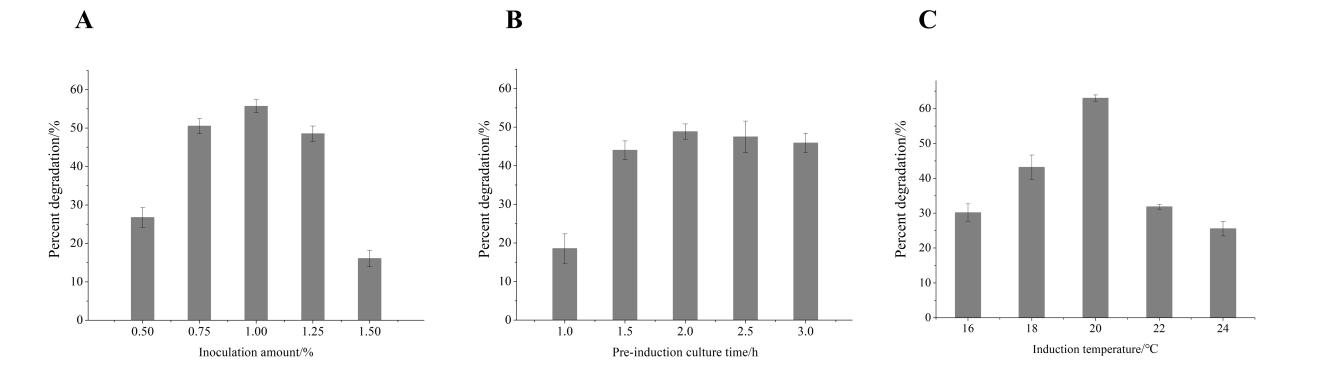 A
Percent degradation/%
60
50
40
30
20
10
0
0.50 0.75 1.00 1.25 1.50
Inoculation amount/%
B
Percent degradation/%
60
50
40
30
20
10
0
1.0 1.5 2.0 2.5 3.0
Pre-induction culture time/h
C
Percent degradation/%
60
50
40
30
20
10
0
16 18 20 22 24
Induction temperature/℃